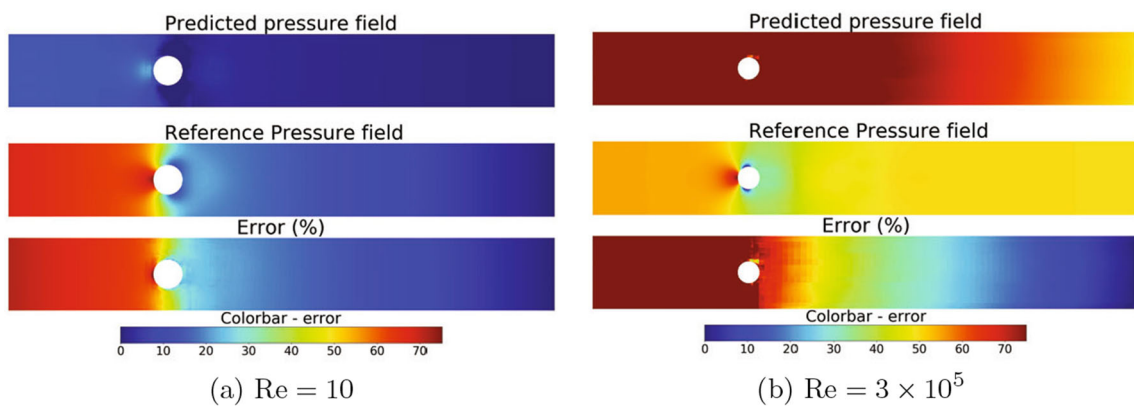 Predicted pressure field
Reference Pressure field
Error (%)
Colorbar - error
0 10 20 30 40 50 60 70
(a) Re = 10
Predicted pressure field
Reference Pressure field
Error (%)
Colorbar - error
0 10 20 30 40 50 60 70
(b) Re = 3 × 10⁵